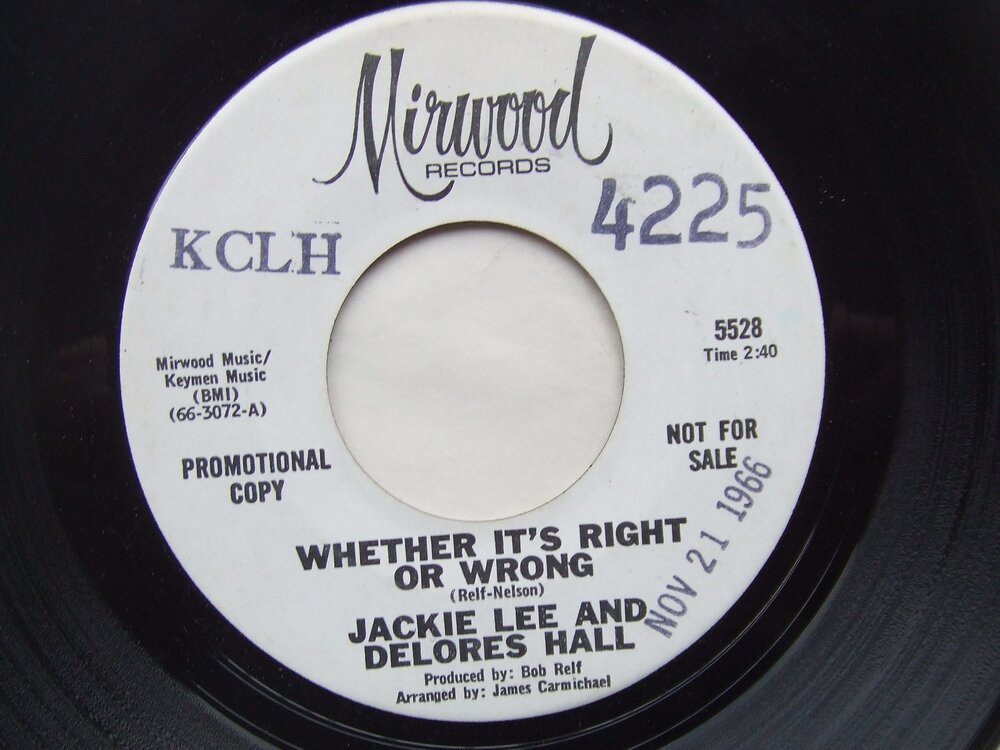 Mirwood
RECORDS
4225
KCLH
5528
Time 2:40
Mirwood Music/
Keymen Music
(BMI)
(66-3072-A)
PROMOTIONAL
COPY
NOT FOR
SALE
NOV 21 1966
WHETHER IT'S RIGHT
OR WRONG
(Relf-Nelson)
JACKIE LEE AND
DELORES HALL
Produced by: Bob Relf
Arranged by: James Carmichael